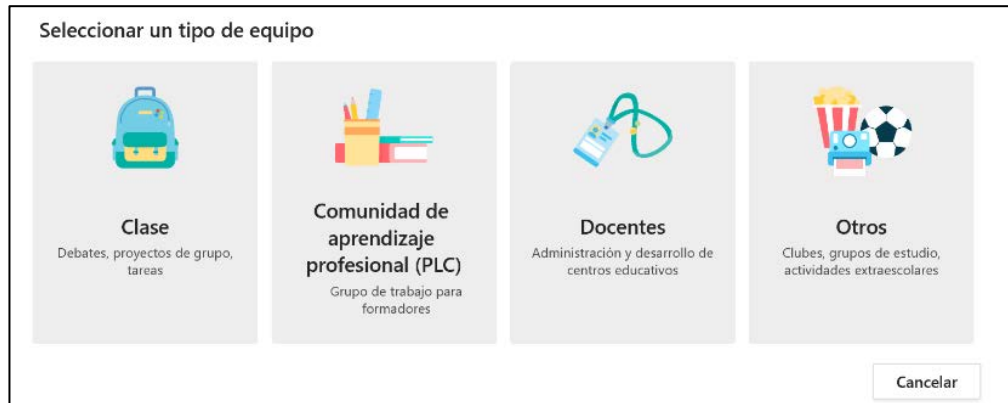 Seleccionar un tipo de equipo
Clase
Debates, proyectos de grupo,
tareas
Comunidad de
aprendizaje
profesional (PLC)
Grupo de trabajo para
formadores
Docentes
Administración y desarrollo de
centros educativos
Otros
Clubes, grupos de estudio,
actividades extraescolares
Cancelar